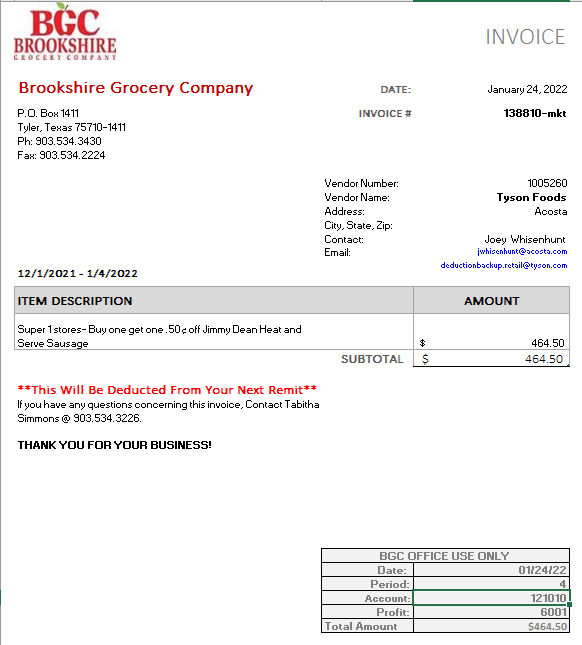 BGC
BROOKSHIRE
GROCERY COMPANY
INVOICE
Brookshire Grocery Company
DATE: January 24, 2022
P.O. Box 1411
INVOICE # 138810-mkt
Tyler, Texas 75710-1411
Ph: 903.534.3430
Fax: 903.534.2224
Vendor Number: 1005260
Vendor Name: Tyson Foods
Address: Acosta
City, State, Zip:
Contact: Joey Whisenhunt
Email: jwhisenhunt@acosta.com
deductionbackup.retail@tyson.com
12/1/2021 - 1/4/2022
ITEM DESCRIPTION AMOUNT
Super 1 stores- Buy one get one .50¢ off Jimmy Dean Heat and
Serve Sausage $ 464.50
SUBTOTAL $ 464.50
**This Will Be Deducted From Your Next Remit**
If you have any questions concerning this invoice, Contact Tabitha
Simmons @ 903.534.3226.
THANK YOU FOR YOUR BUSINESS!
BGC OFFICE USE ONLY
Date: 01/24/22
Period: 4
Account: 121010
Profit: 6001
Total Amount $464.50